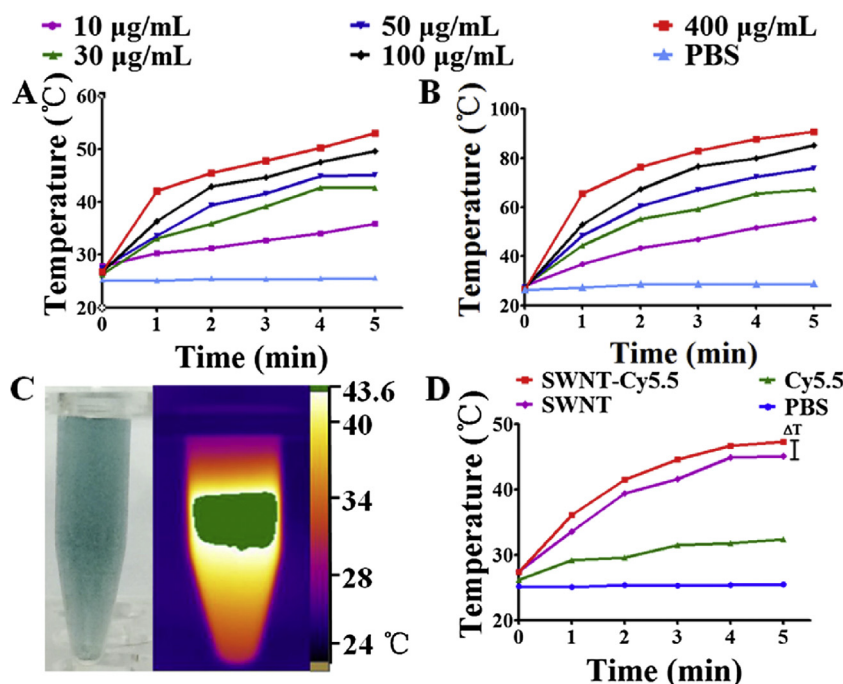 10 μg/mL 50 μg/mL 400 μg/mL
30 μg/mL 100 μg/mL PBS
A
Temperature (℃)
60
50
40
30
20
0 1 2 3 4 5
Time (min)
B
Temperature (℃)
100
80
60
40
20
0 1 2 3 4 5
Time (min)
C
43.6
40
34
28
24 ℃
D
SWNT-Cy5.5 Cy5.5
SWNT PBS
ΔT
Temperature (℃)
50
40
30
20
0 1 2 3 4 5
Time (min)